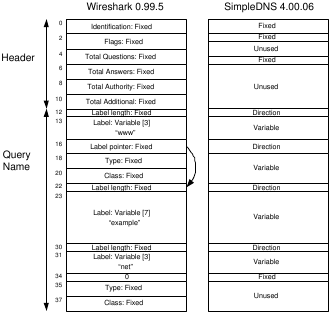 Wireshark 0.99.5
SimpleDNS 4.00.06
Header
Query
Name
0
Identification: Fixed
2
Flags: Fixed
4
Total Questions: Fixed
6
Total Answers: Fixed
8
Total Authority: Fixed
10
Total Additional: Fixed
12
Label length: Fixed
13
Label: Variable [3]
"www"
16
Label pointer: Fixed
18
Type: Fixed
20
Class: Fixed
22
Label length: Fixed
23
Label: Variable [7]
"example"
30
Label length: Fixed
31
Label: Variable [3]
"net"
34
0
35
Type: Fixed
37
Class: Fixed
Fixed
Fixed
Unused
Fixed
Unused
Direction
Variable
Direction
Variable
Direction
Variable
Direction
Variable
Fixed
Unused